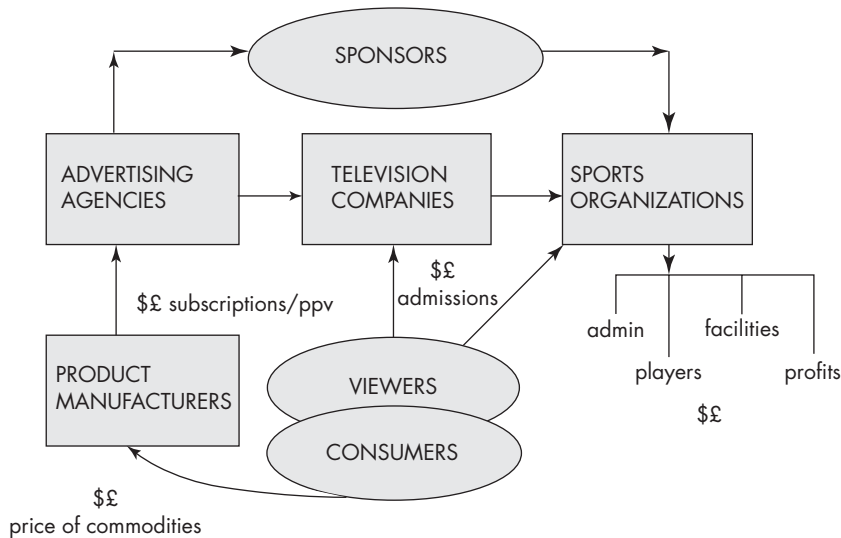 SPONSORS
ADVERTISING
AGENCIES
TELEVISION
COMPANIES
SPORTS
ORGANIZATIONS
$£
admissions
$£ subscriptions/ppv
admin
facilities
players
profits
$£
PRODUCT
MANUFACTURERS
VIEWERS
CONSUMERS
$£
price of commodities